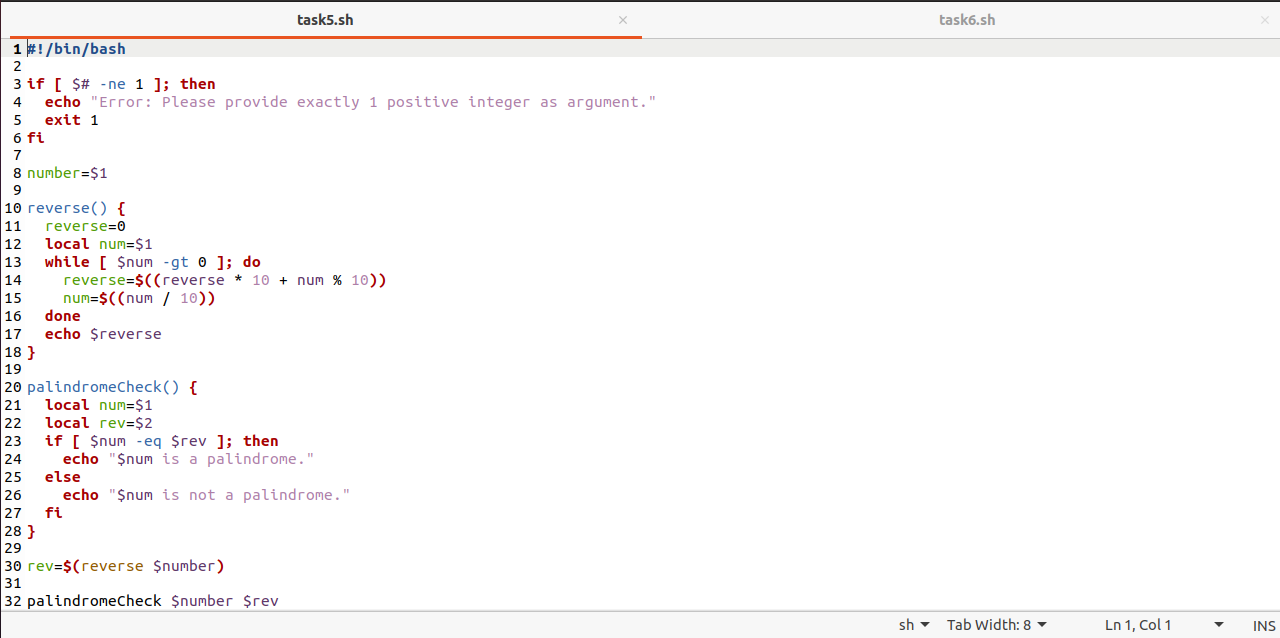 task5.sh × task6.sh ×
1 #!/bin/bash
2
3 if [ $# -ne 1 ]; then
4   echo "Error: Please provide exactly 1 positive integer as argument."
5   exit 1
6 fi
7
8 number=$1
9
10 reverse() {
11   reverse=0
12   local num=$1
13   while [ $num -gt 0 ]; do
14     reverse=$((reverse * 10 + num % 10))
15     num=$((num / 10))
16   done
17   echo $reverse
18 }
19
20 palindromeCheck() {
21   local num=$1
22   local rev=$2
23   if [ $num -eq $rev ]; then
24     echo "$num is a palindrome."
25   else
26     echo "$num is not a palindrome."
27   fi
28 }
29
30 rev=$(reverse $number)
31
32 palindromeCheck $number $rev
sh Tab Width: 8 Ln 1, Col 1 INS